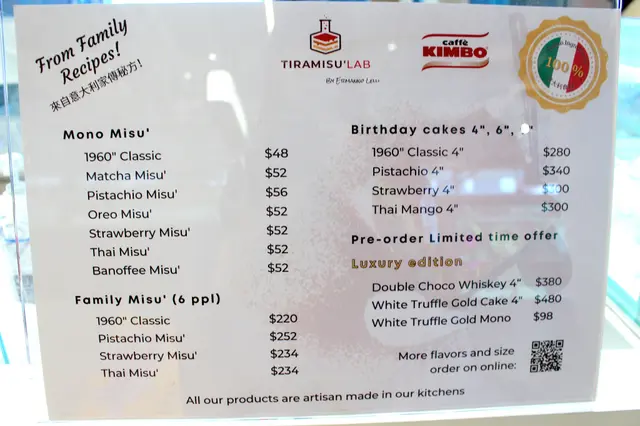 From Family
Recipes!
來自意大利家傳秘方!
TIRAMISU'LAB
caffè
KIMBO
100 %
Mono Misu'
1960" Classic $48
Matcha Misu' $52
Pistachio Misu' $56
Oreo Misu' $52
Strawberry Misu' $52
Thai Misu' $52
Banoffee Misu' $52
Family Misu' (6 ppl)
1960" Classic $220
Pistachio Misu' $252
Strawberry Misu' $234
Thai Misu' $234
Birthday cakes 4", 6",
1960" Classic 4" $280
Pistachio 4" $340
Strawberry 4"
Thai Mango 4" $300
Pre-order Limited time offer
Luxury edition
Double Choco Whiskey 4" $380
White Truffle Gold Cake 4" $480
White Truffle Gold Mono $98
More flavors and size
order on online:
All our products are artisan made in our kitchens